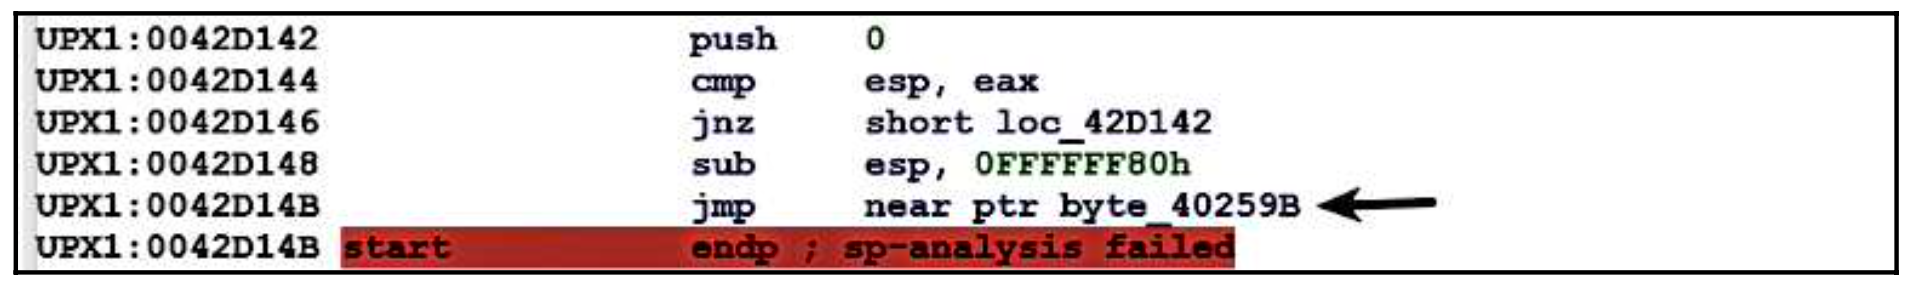 UPX1:0042D142 push 0
UPX1:0042D144 cmp esp, eax
UPX1:0042D146 jnz short loc_42D142
UPX1:0042D148 sub esp, 0FFFFFF80h
UPX1:0042D14B jmp near ptr byte_40259B
UPX1:0042D14B start endp ; sp-analysis failed